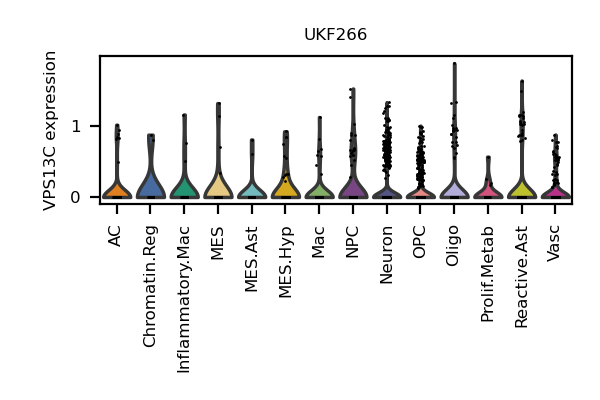 UKF266
VPS13C expression
1
0
AC
Chromatin.Reg
Inflammatory.Mac
MES
MES.Ast
MES.Hyp
Mac
NPC
Neuron
OPC
Oligo
Prolif.Metab
Reactive.Ast
Vasc